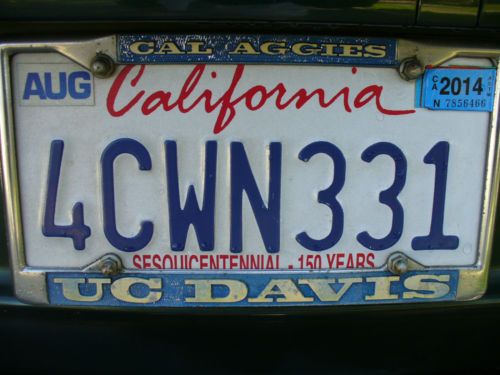 CAL AGGIES
AUG California CA 2014
N 7856466
4CWN331
SESQUICENTENNIAL - 150 YEARS
UC DAVIS